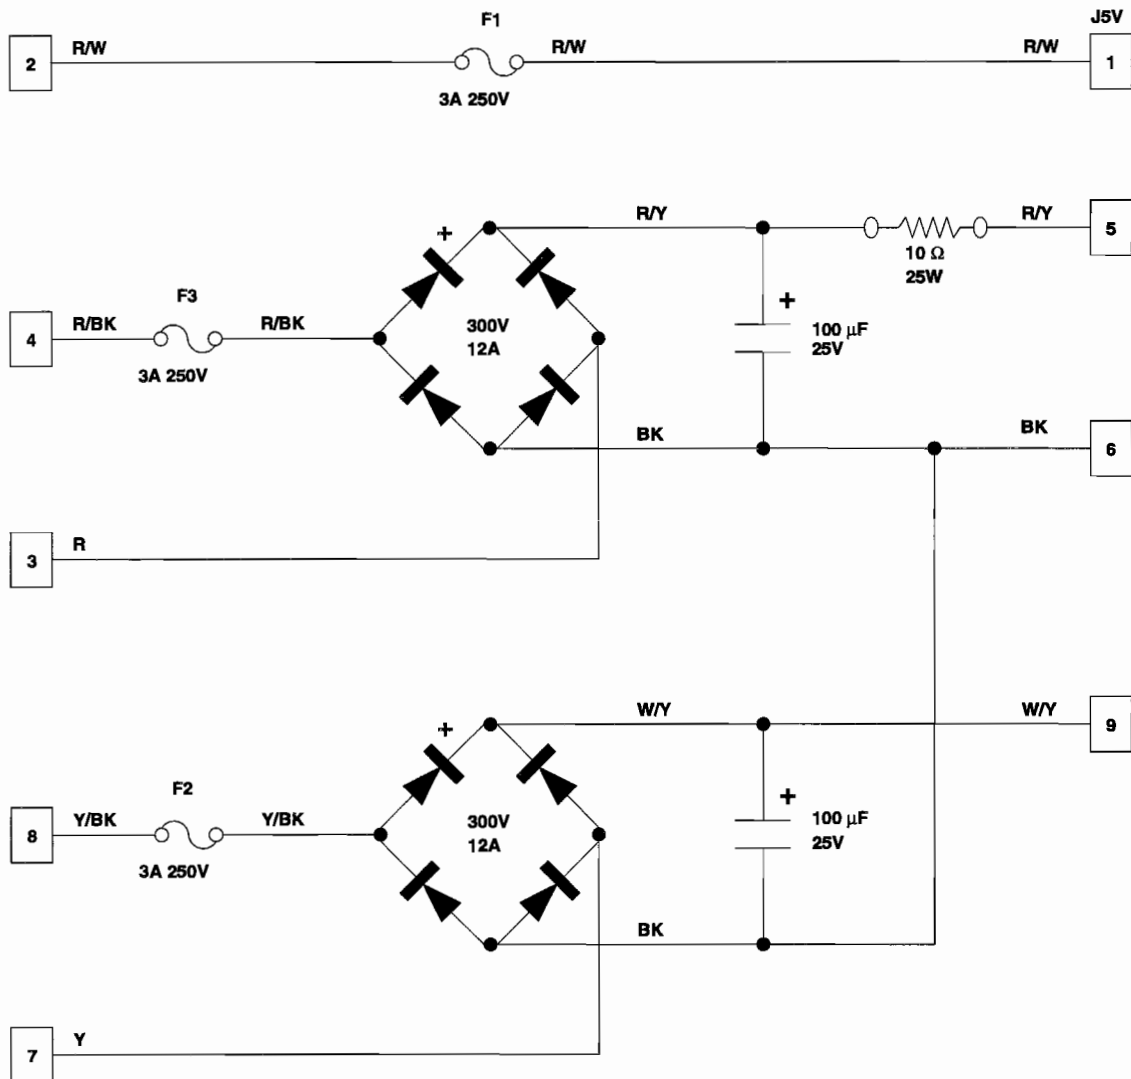 F1
J5V
2
R/W
R/W
R/W
1
3A 250V
R/Y
R/Y
5
10 Ω
25W
+
F3
4
R/BK
R/BK
3A 250V
300V
12A
+
100 µF
25V
BK
BK
6
3
R
W/Y
W/Y
9
+
F2
8
Y/BK
Y/BK
3A 250V
300V
12A
+
100 µF
25V
BK
7
Y